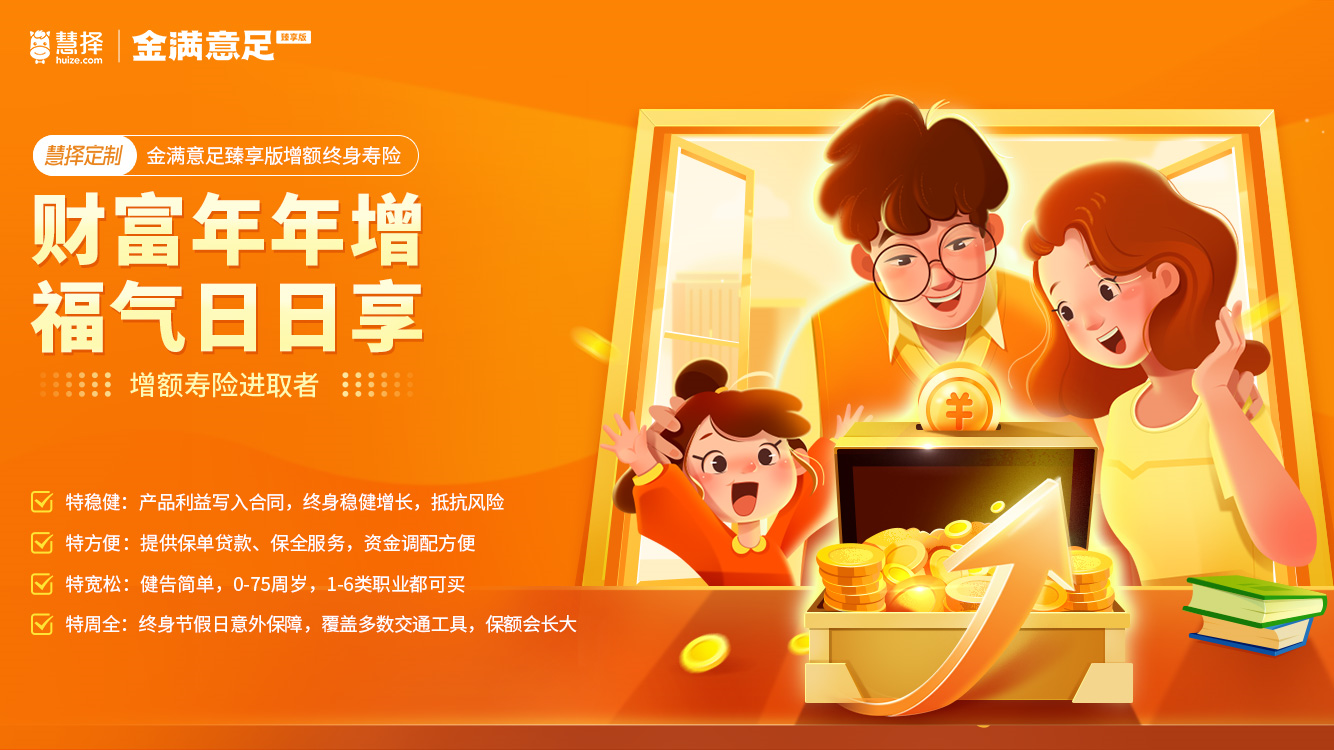 慧择
huize.com
金满意足
臻享版
慧择定制
金满意足臻享版增额终身寿险
财富年年增
福气日日享
增额寿险进取者
特稳健：产品利益写入合同，终身稳健增长，抵抗风险
特方便：提供保单贷款、保全服务，资金调配方便
特宽松：健告简单，0-75周岁，1-6类职业都可买
特周全：终身节假日意外保障，覆盖多数交通工具，保额会长大